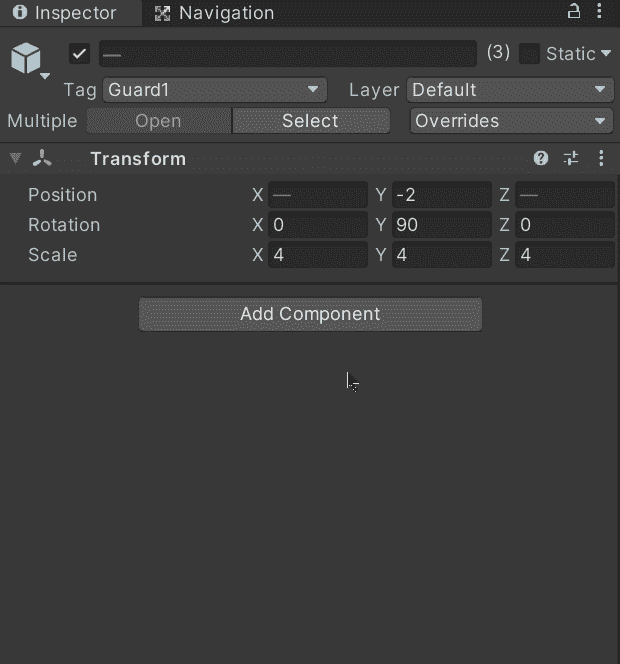 Inspector Navigation
— (3) Static
Tag Guard1 Layer Default
Multiple Open Select Overrides
Transform
Position X — Y -2 Z —
Rotation X 0 Y 90 Z 0
Scale X 4 Y 4 Z 4
Add Component